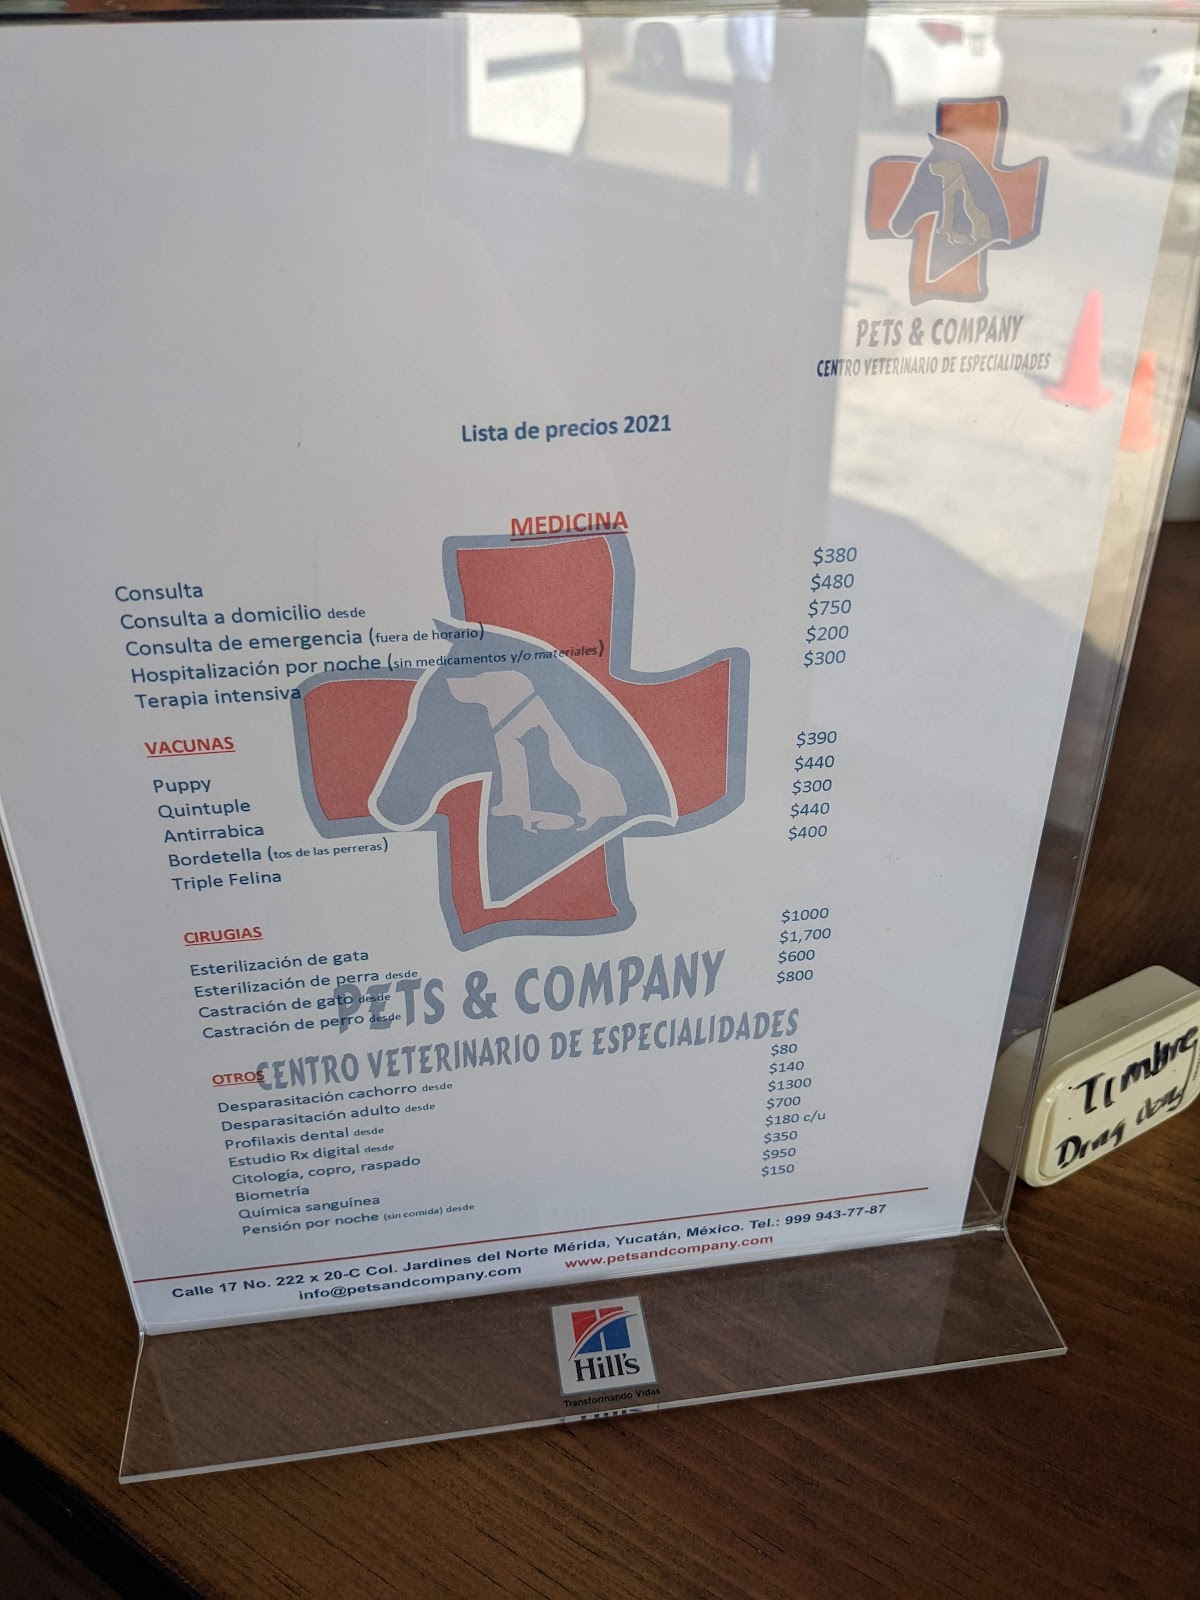 PETS & COMPANY
CENTRO VETERINARIO DE ESPECIALIDADES
Lista de precios 2021
MEDICINA
Consulta $380
Consulta a domicilio desde $480
Consulta de emergencia (fuera de horario) $750
Hospitalización por noche (sin medicamentos y/o materiales) $200
Terapia intensiva $300
VACUNAS
Puppy $390
Quintuple $440
Antirrabica $300
Bordetella (tos de las perreras) $440
Triple Felina $400
CIRUGIAS
Esterilización de gata $1000
Esterilización de perra desde $1,700
Castración de gato desde $600
Castración de perro desde $800
PETS & COMPANY
CENTRO VETERINARIO DE ESPECIALIDADES
OTROS
Desparasitación cachorro desde $80
Desparasitación adulto desde $140
Profilaxis dental desde $1300
Estudio Rx digital desde $700
Citología, copro, raspado $180 c/u
Biometría $350
Química sanguínea $950
Pensión por noche (sin comida) desde $150
Calle 17 No. 222 x 20-C Col. Jardines del Norte Mérida, Yucatán, México. Tel.: 999 943-77-87
info@petsandcompany.com www.petsandcompany.com
Hill's
Transformando Vidas
Timbre